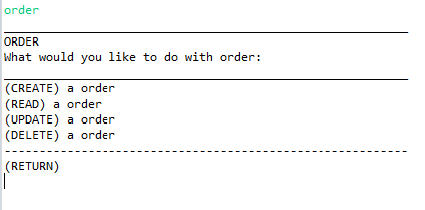 order
ORDER
What would you like to do with order:
(CREATE) a order
(READ) a order
(UPDATE) a order
(DELETE) a order
(RETURN)